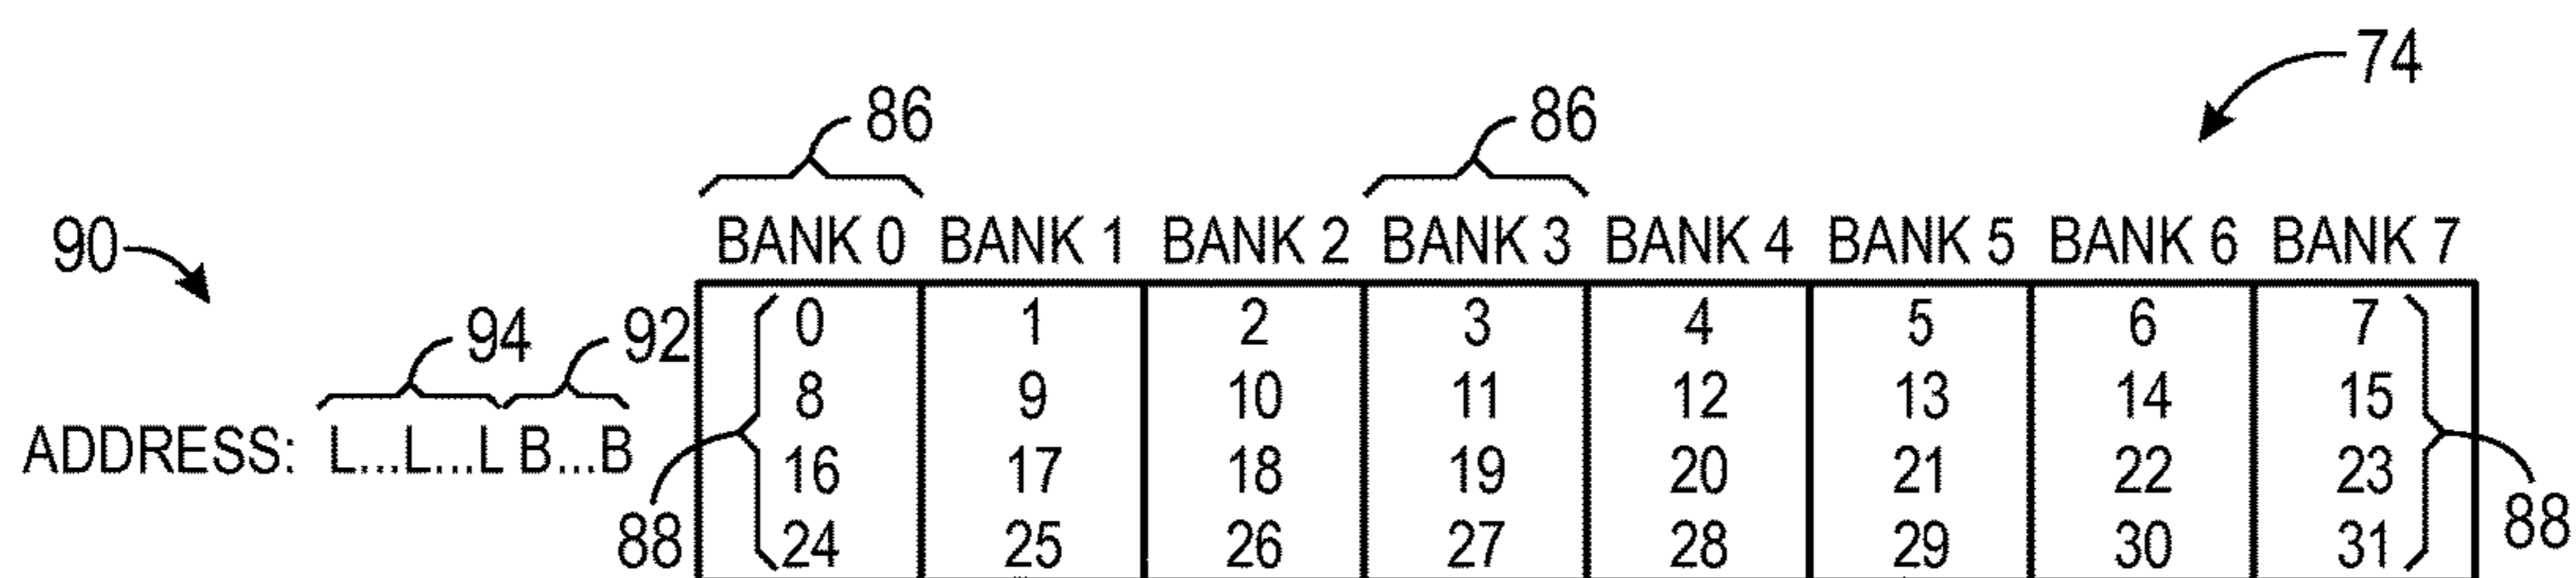 74
86 86
90
BANK 0 BANK 1 BANK 2 BANK 3 BANK 4 BANK 5 BANK 6 BANK 7
94 92
0 1 2 3 4 5 6 7
8 9 10 11 12 13 14 15
ADDRESS: L...L...L B...B
16 17 18 19 20 21 22 23
88 24 25 26 27 28 29 30 31 88